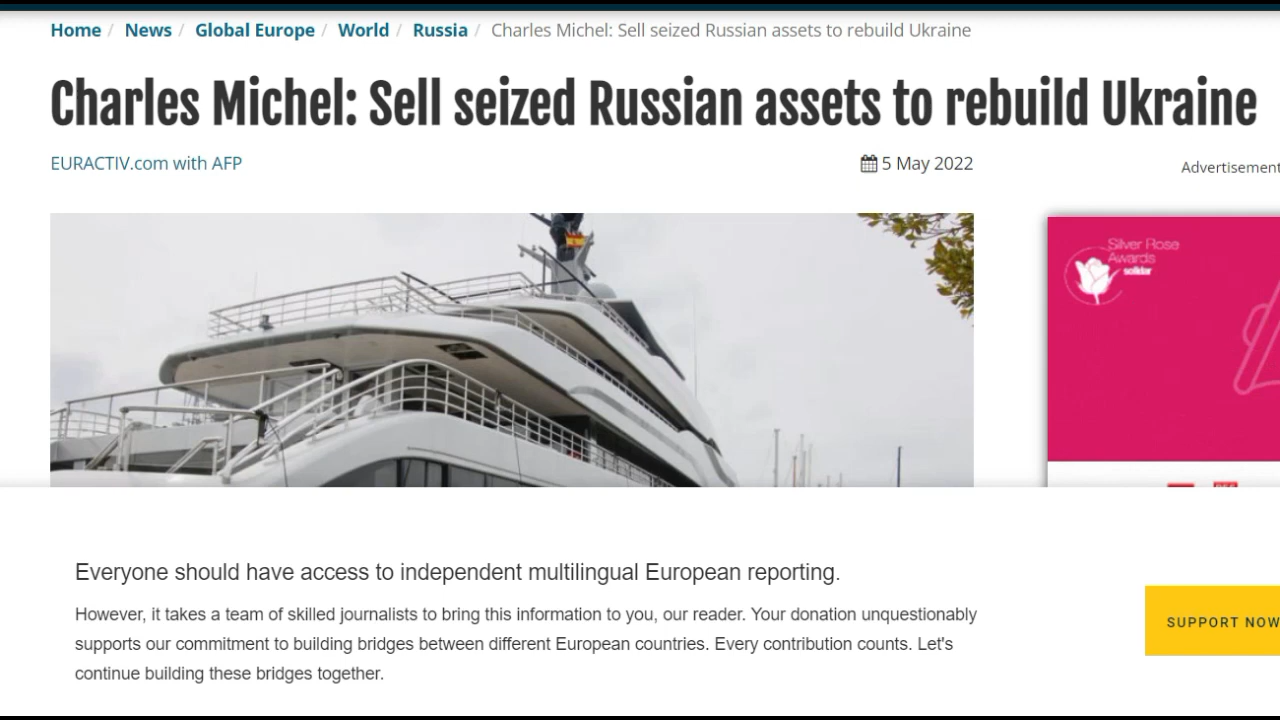 Home / News / Global Europe / World / Russia / Charles Michel: Sell seized Russian assets to rebuild Ukraine
Charles Michel: Sell seized Russian assets to rebuild Ukraine
EURACTIV.com with AFP
5 May 2022
Advertisement
Silver Rose
Awards
solidar
Everyone should have access to independent multilingual European reporting.
However, it takes a team of skilled journalists to bring this information to you, our reader. Your donation unquestionably
supports our commitment to building bridges between different European countries. Every contribution counts. Let's
continue building these bridges together.
SUPPORT NOW